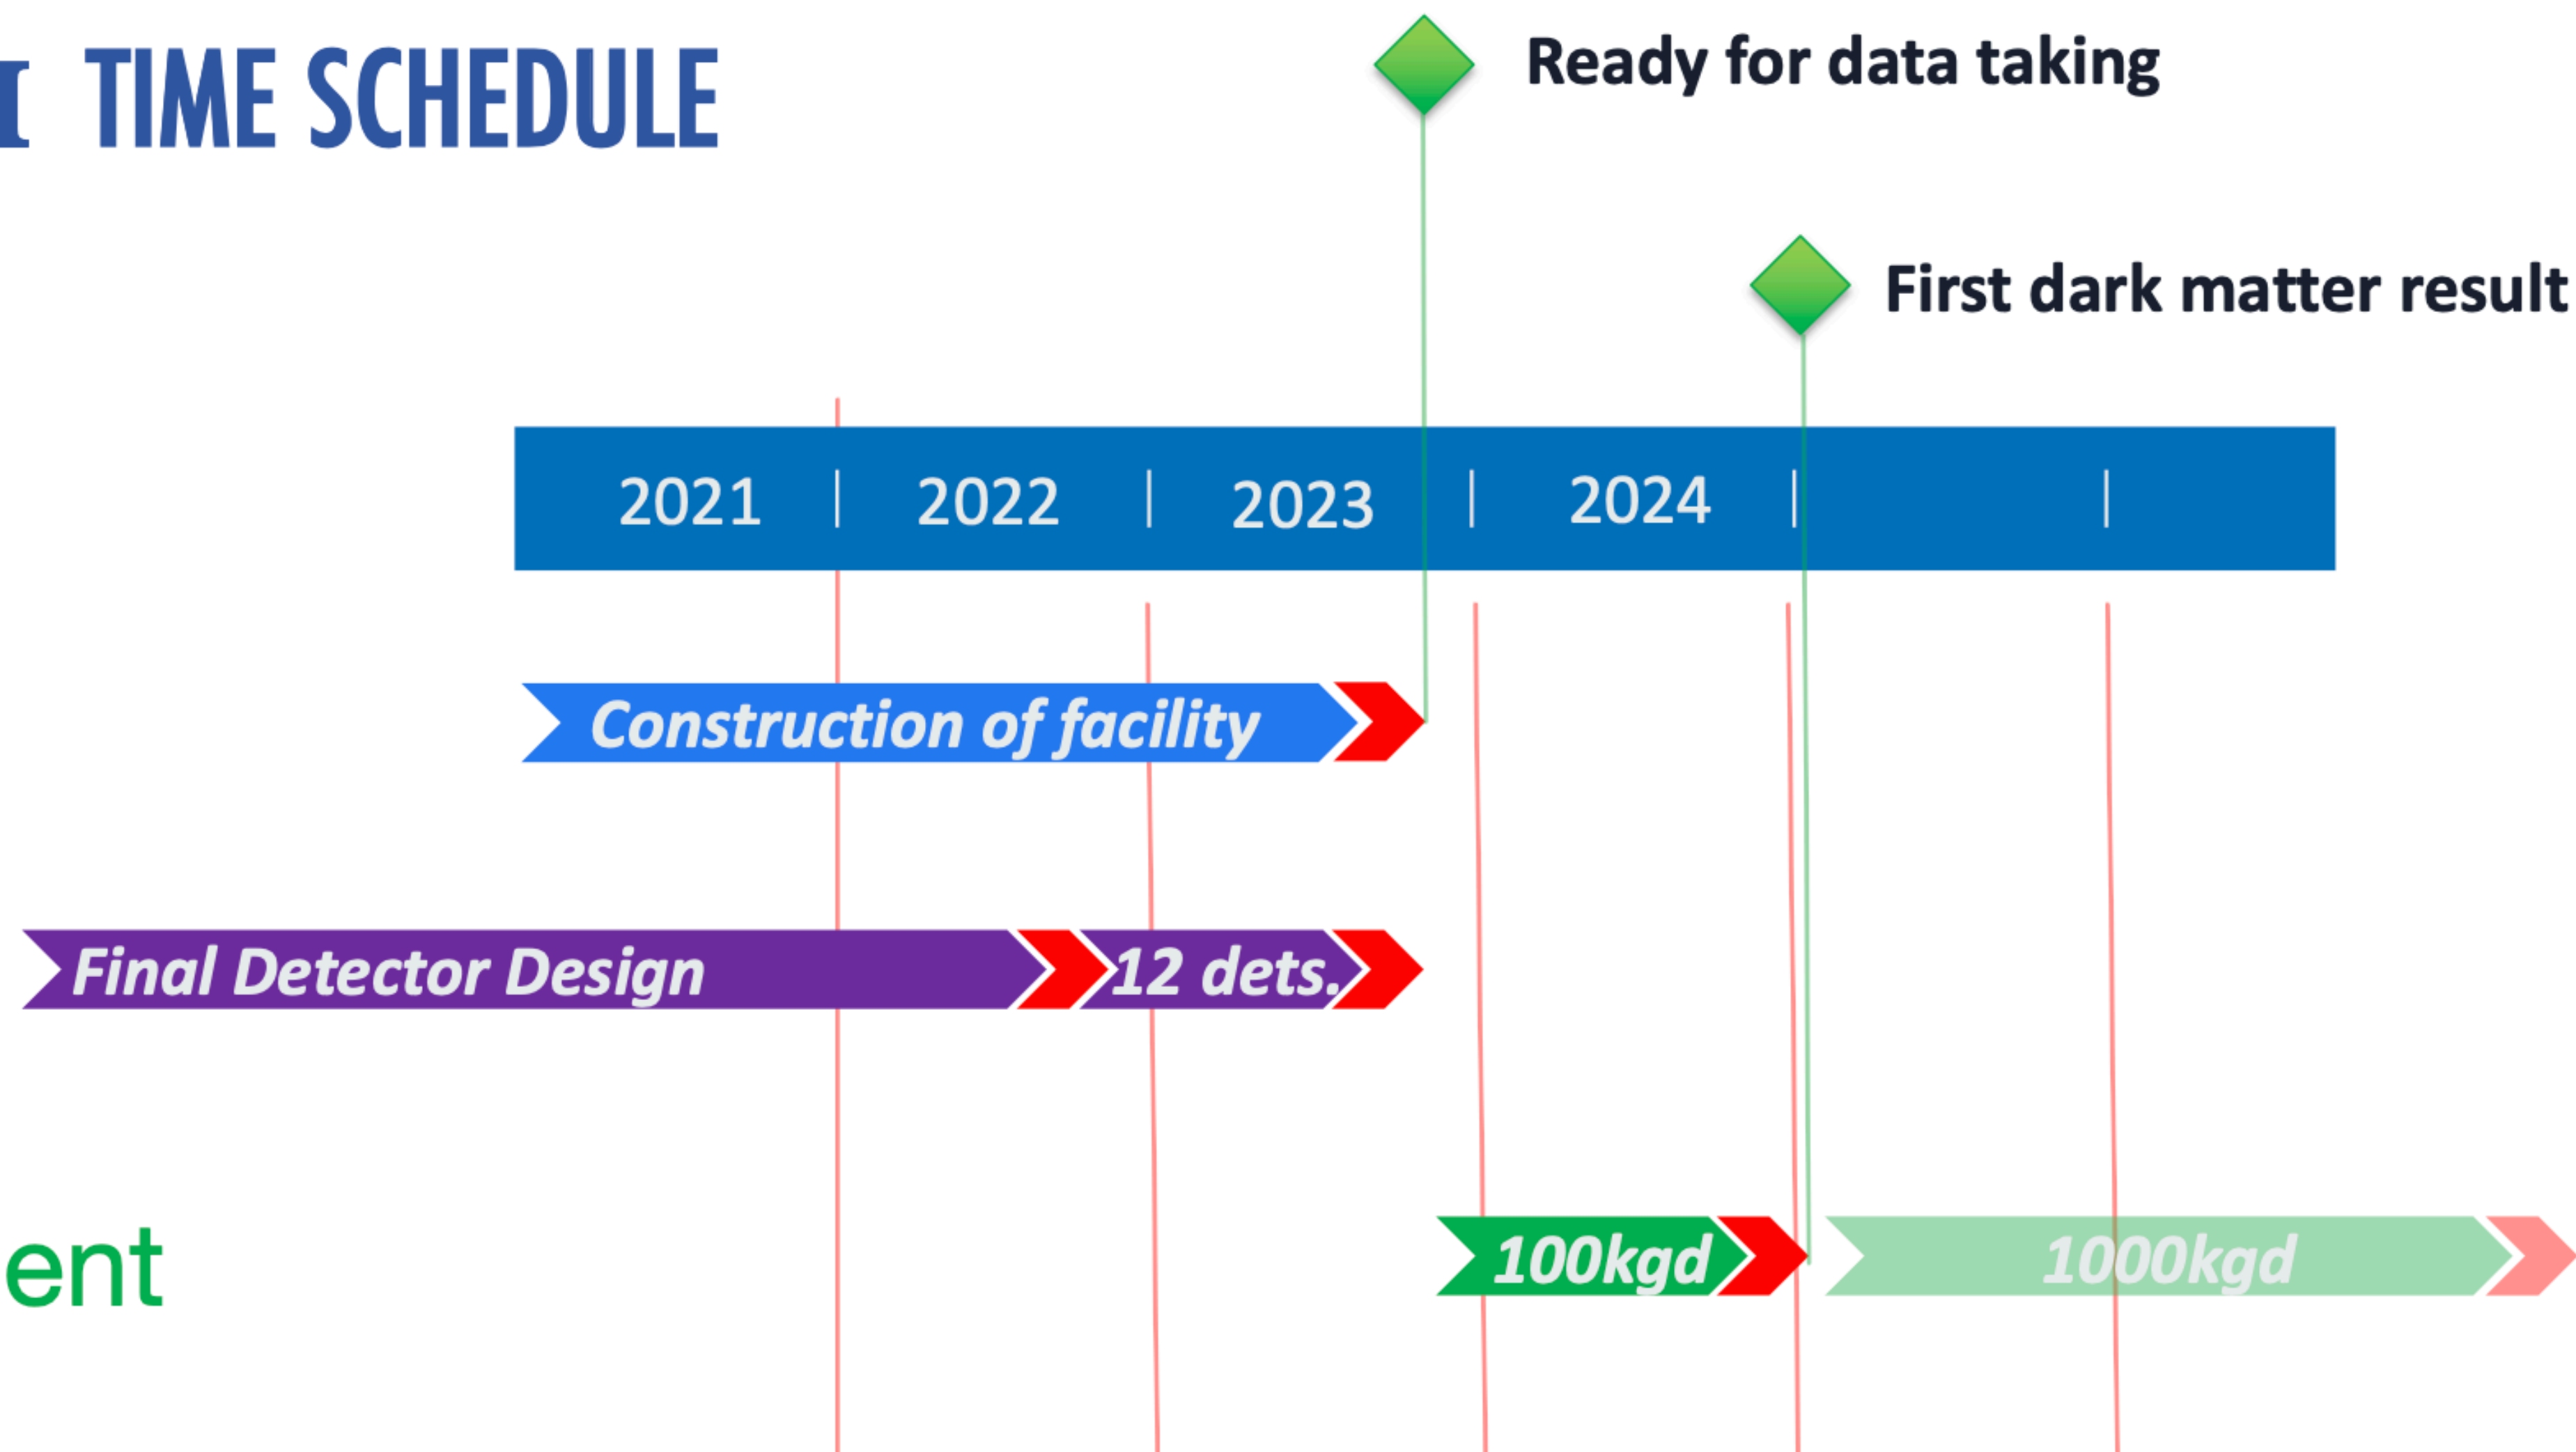 TIME SCHEDULE
Ready for data taking
First dark matter result
2021 2022 2023 2024
Construction of facility
Final Detector Design 12 dets.
ent 100kgd 1000kgd